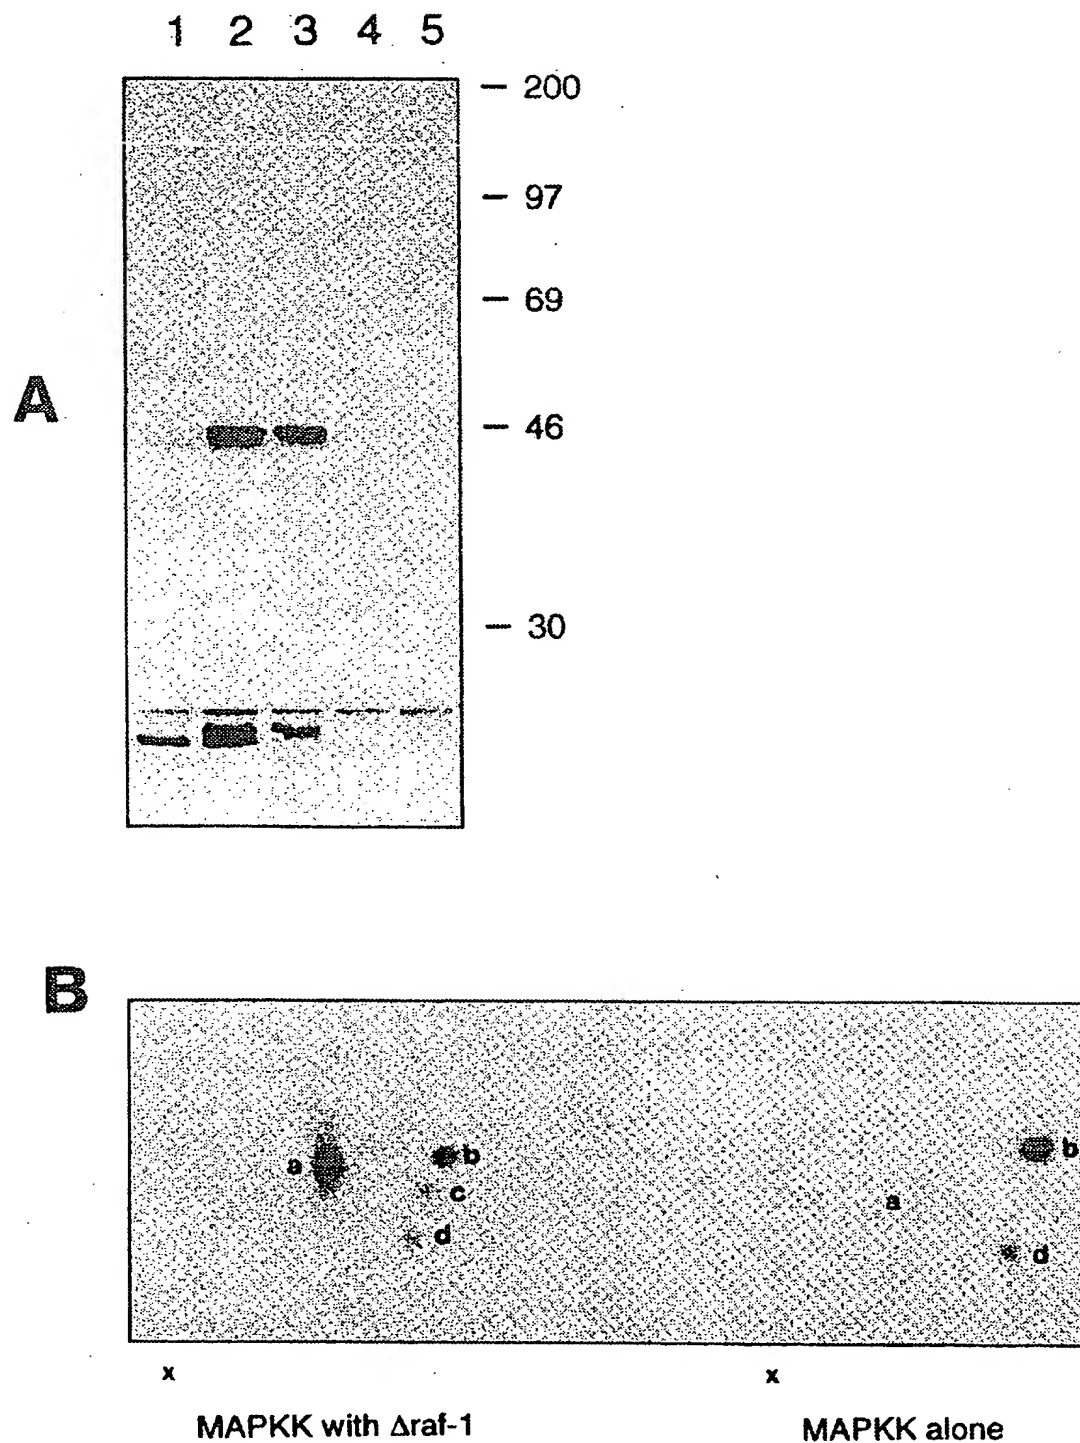 1 2 3 4 5
– 200
– 97
– 69
A
– 46
– 30
B
a b
c
d
b
a
d
x x
MAPKK with Δraf-1 MAPKK alone